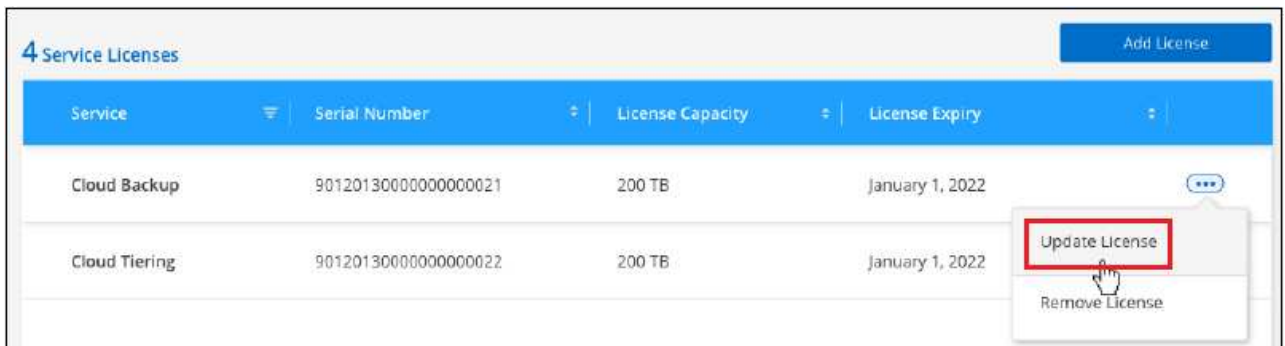 4 Service Licenses
Add License
Service Serial Number License Capacity License Expiry
Cloud Backup 90120130000000000021 200 TB January 1, 2022
Update License
Cloud Tiering 90120130000000000022 200 TB January 1, 2022
Remove License